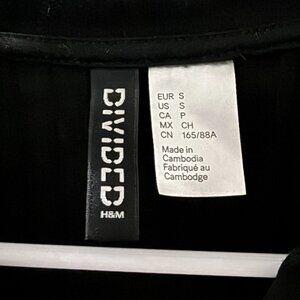 DIVIDED
H&M
EUR S
US S
CA P
MX CH
CN 165/88A
Made in
Cambodia
Fabriqué au
Cambodge